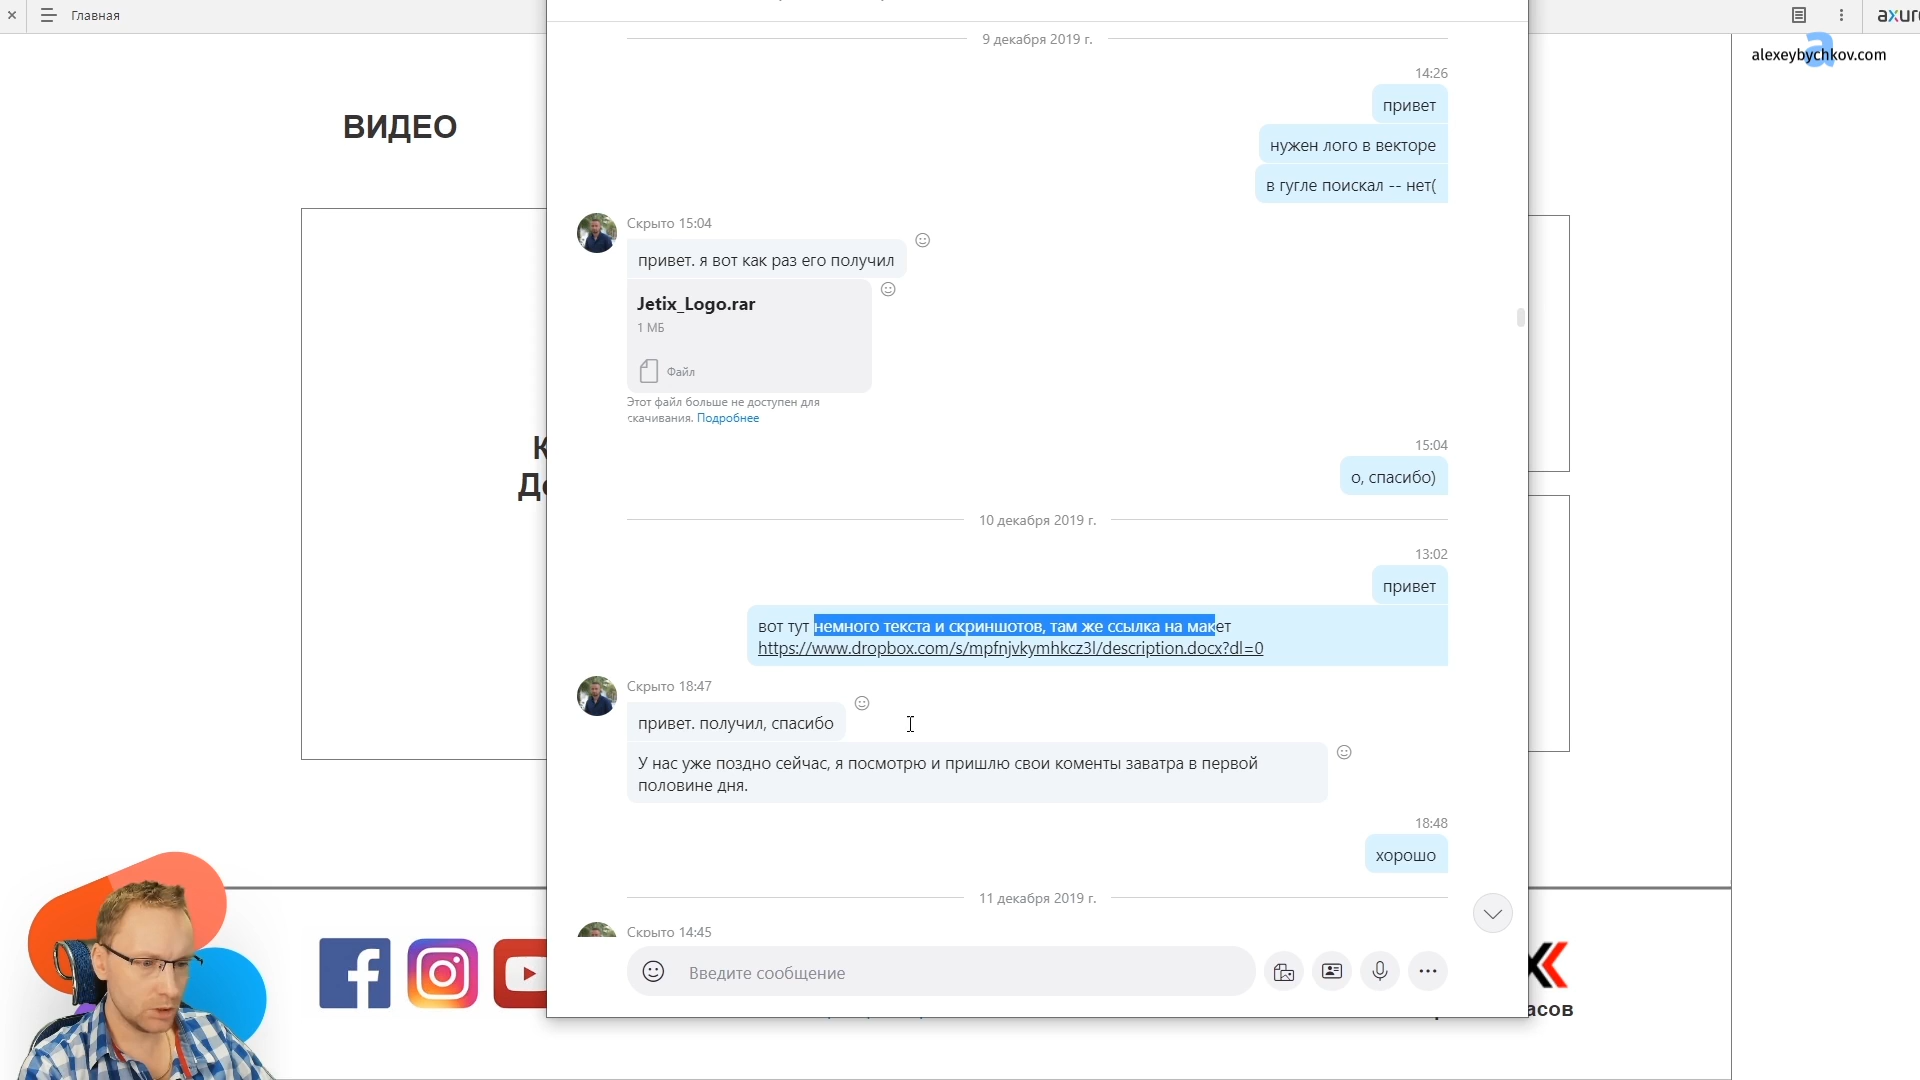 Главная
axure
alexeybychkov.com
ВИДЕО
К
До
9 декабря 2019 г.
14:26
привет
нужен лого в векторе
в гугле поискал -- нет(
Скрыто 15:04
привет. я вот как раз его получил
Jetix_Logo.rar
1 МБ
Файл
Этот файл больше не доступен для
скачивания. Подробнее
15:04
о, спасибо)
10 декабря 2019 г.
13:02
привет
вот тут немного текста и скриншотов, там же ссылка на макет
https://www.dropbox.com/s/mpfnjvkymhkcz3l/description.docx?dl=0
Скрыто 18:47
привет. получил, спасибо
У нас уже поздно сейчас, я посмотрю и пришлю свои коменты завтра в первой
половине дня.
18:48
хорошо
11 декабря 2019 г.
Скрыто 14:45
Введите сообщение
асов